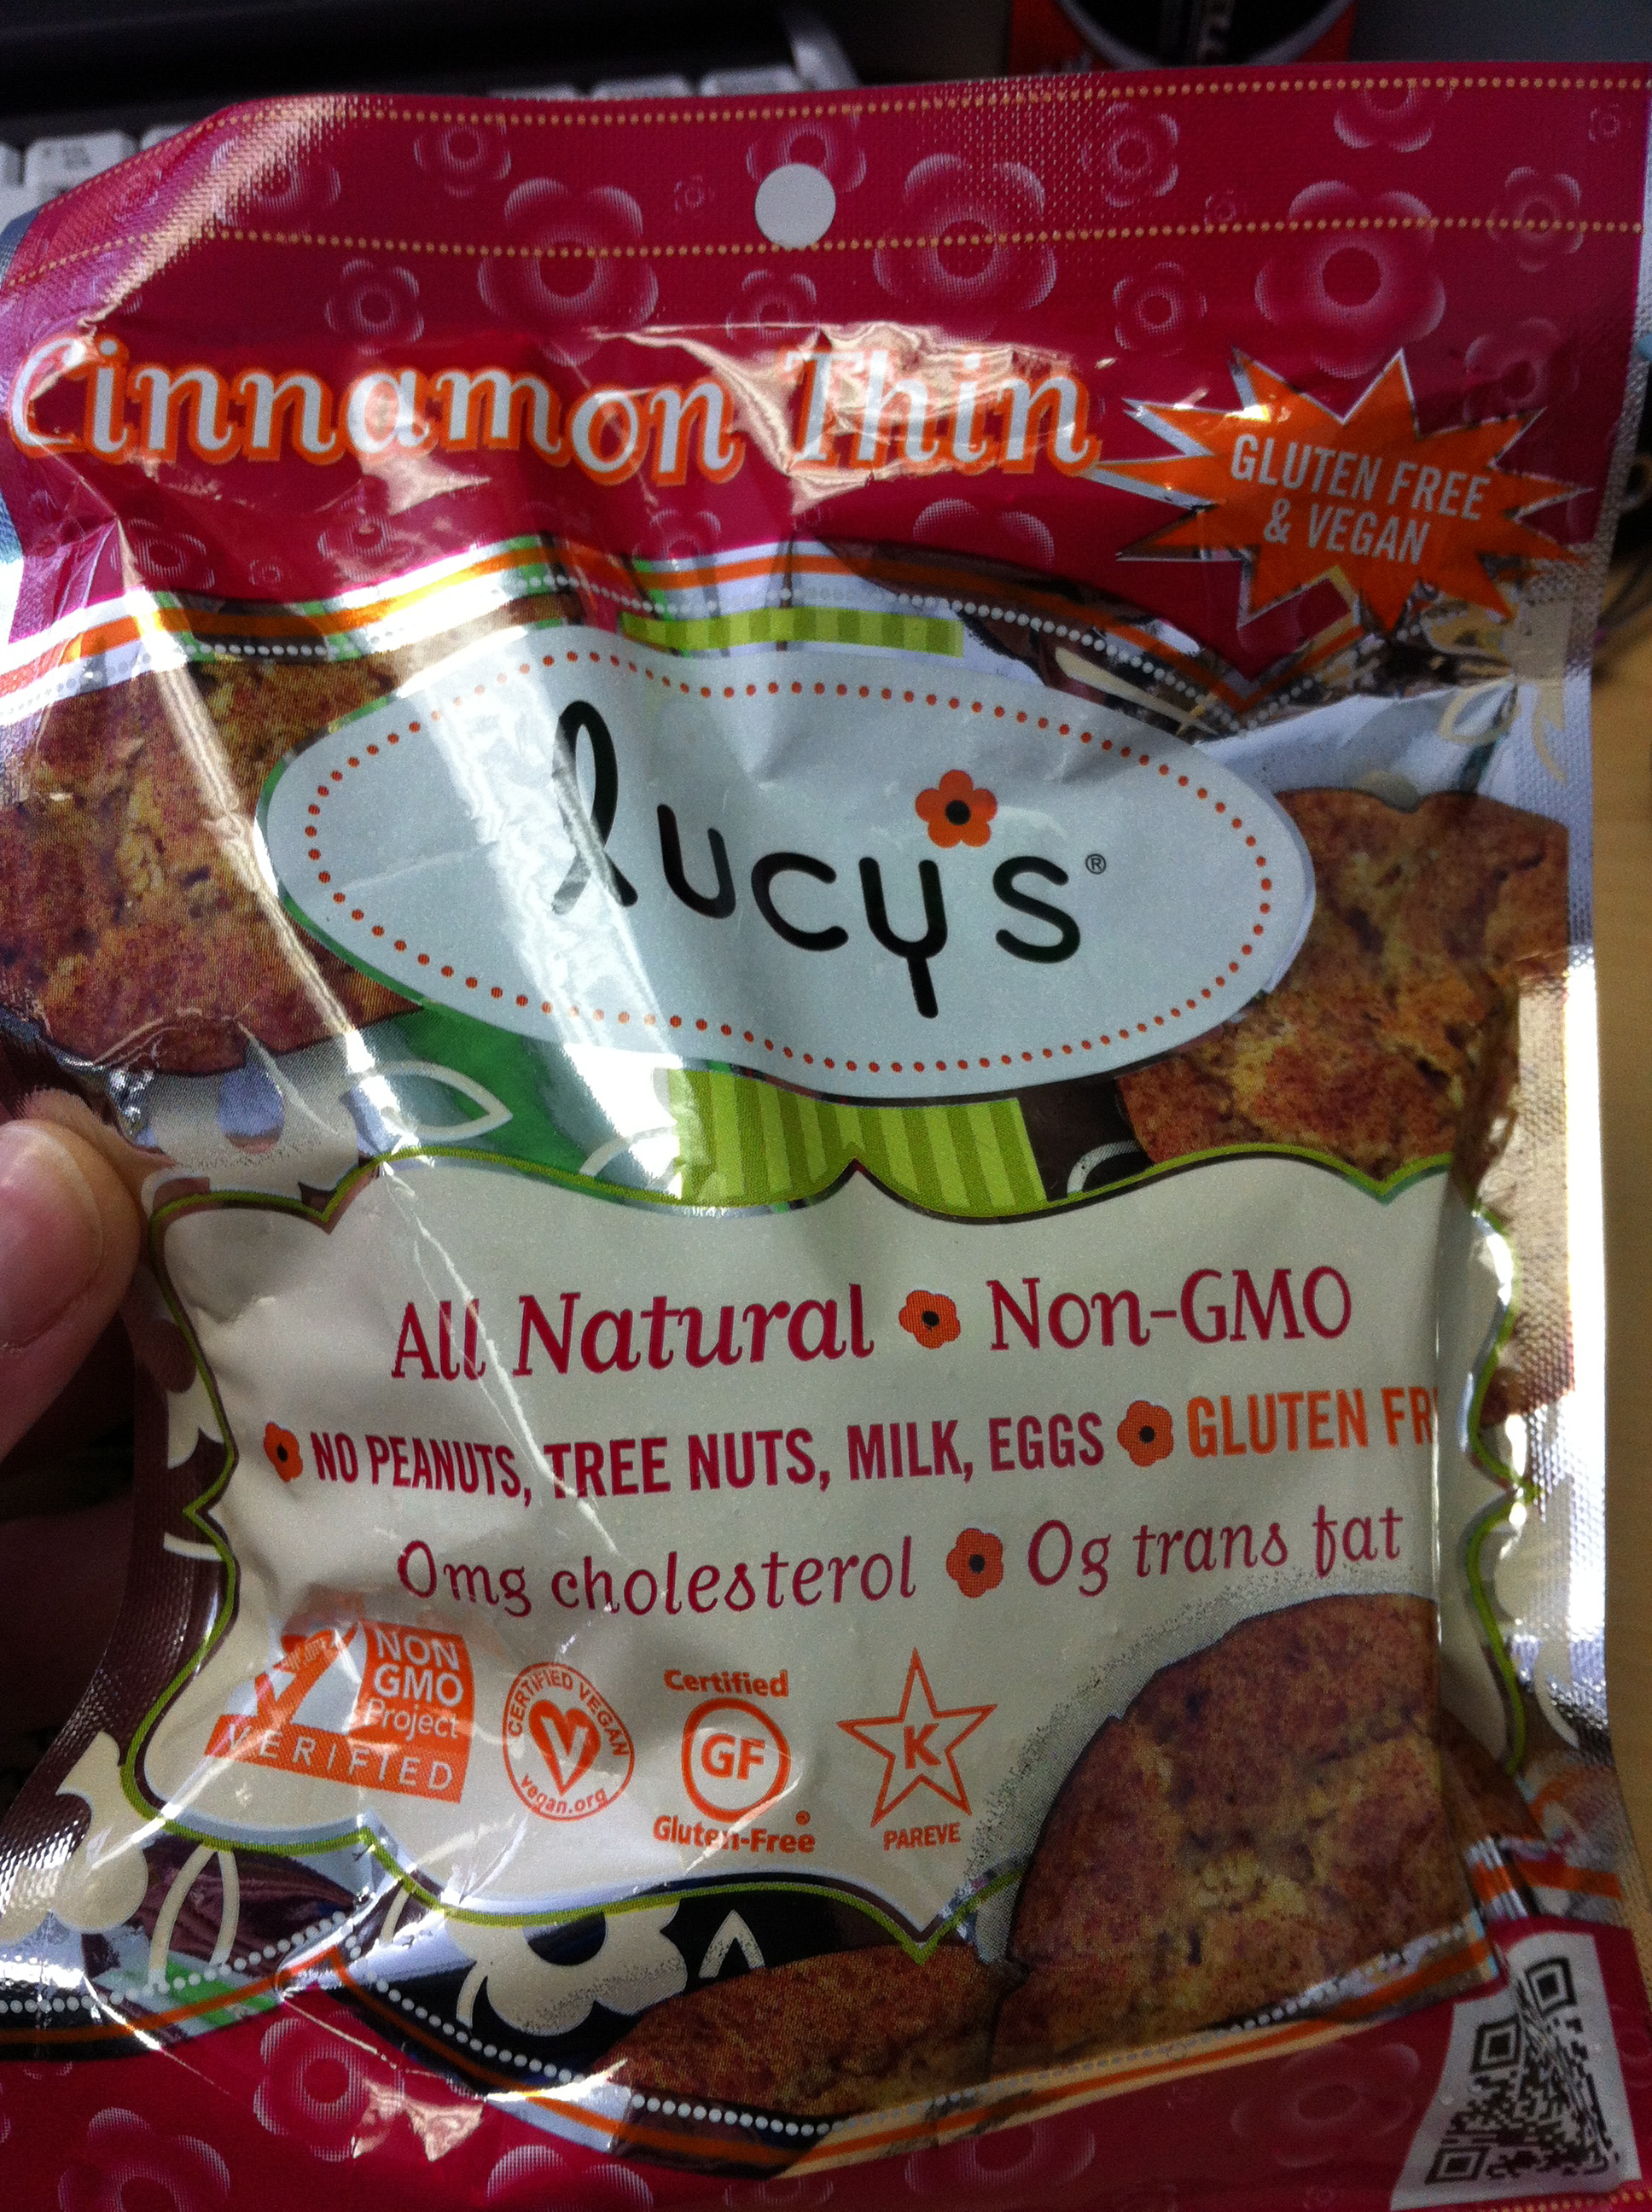 Cinnamon Thin
GLUTEN FREE
& VEGAN
lucy's®
All Natural Non-GMO
NO PEANUTS, TREE NUTS, MILK, EGGS GLUTEN FR
0mg cholesterol 0g trans fat
NON
GMO
Project
VERIFIED
CERTIFIED VEGAN
vegan.org
Certified
GF
Gluten-Free
K
PAREVE